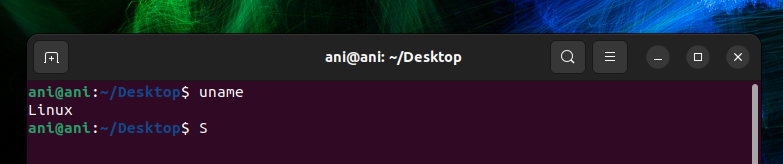 ani@ani: ~/Desktop
ani@ani:~/Desktop$ uname
Linux
ani@ani:~/Desktop$ S